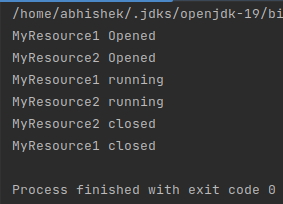 /home/abhishek/.jdks/openjdk-19/bi
MyResource1 Opened
MyResource2 Opened
MyResource1 running
MyResource2 running
MyResource2 closed
MyResource1 closed
Process finished with exit code 0